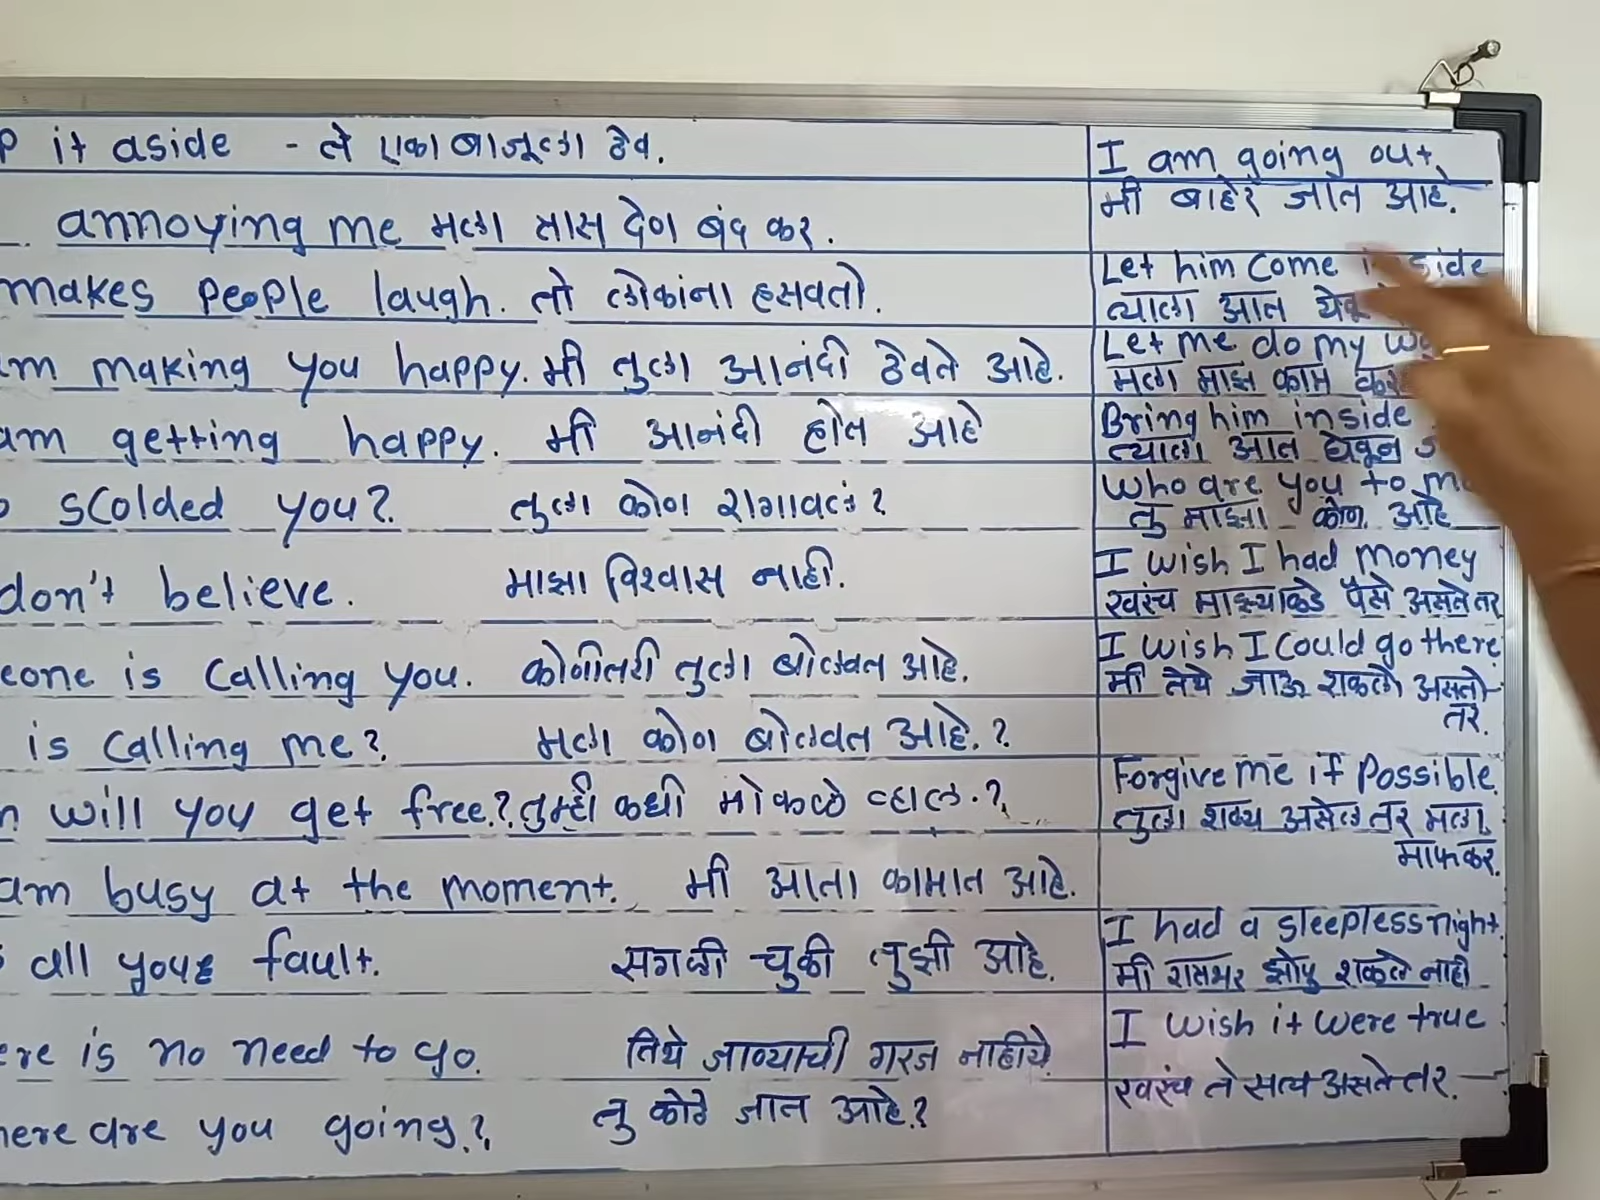 it aside - ते एका बाजूला ठेव.
annoying me मला त्रास देणं बंद कर.
makes people laugh. तो लोकांना हसवतो.
making you happy. मी तुला आनंदी ठेवते आहे.
am getting happy. मी आनंदी होत आहे
scolded you? तुला कोण रागावलं?
don't believe. माझा विश्वास नाही.
is calling you. कोणीतरी तुला बोलवत आहे.
is calling me? मला कोण बोलवत आहे.?
will you get free.? तुम्ही कधी मोकळे व्हाल.?
am busy at the moment. मी आता कामात आहे.
all your fault. सगळी चुकी तुझी आहे.
is no need to go. तिथे जाण्याची गरज नाहीये.
are you going.? तु कोठे जात आहे.?
I am going out.
मी बाहेर जात आहे.
Let him come inside
त्याला आत
Let me do my
मला माझ काम
Bring him inside
त्याला आत घेवून
Who are you to
तु माझा कोण आहे
I wish I had money
खरंच माझ्याकडे पैसे असते तर
I wish I could go there
मी तेथे जाऊ शकलो असतो
तर.
Forgive me if possible.
तुला शक्य असेल तर मला
माफ कर.
I had a sleepless night.
मी रातभर झोपु शकले नाही
I wish it were true
खरंच ते सत्य असते तर.